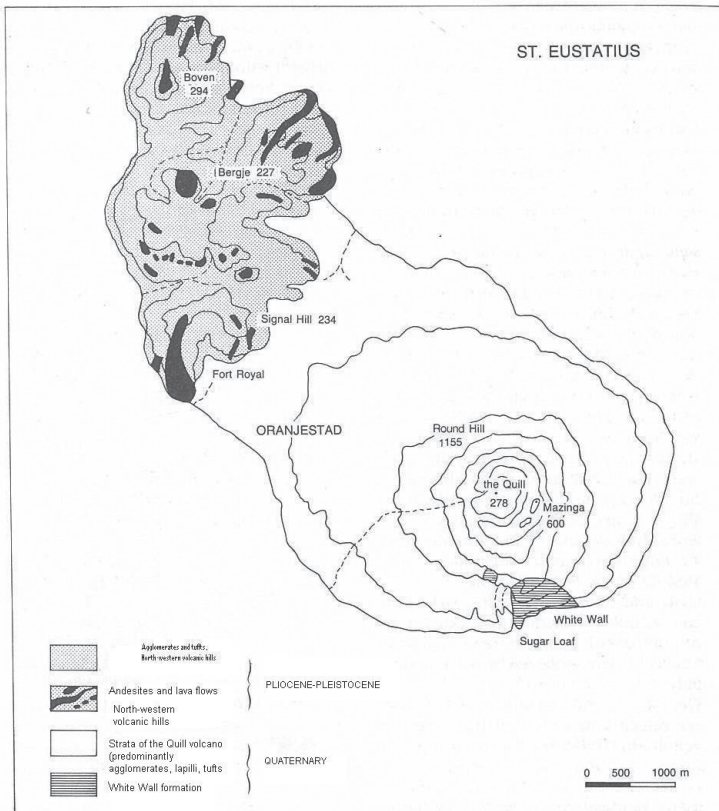 ST. EUSTATIUS
Boven
294
Bergje 227
Signal Hill 234
Fort Royal
ORANJESTAD
Round Hill
1155
the Quill
278
Mazinga
600
White Wall
Sugar Loaf
Agglomerates and tufts,
North-western volcanic hills
Andesites and lava flows
North-western
volcanic hills
PLIOCENE-PLEISTOCENE
Strata of the Quill volcano
(predominantly
agglomerates, lapilli, tufts
QUATERNARY
White Wall formation
0 500 1000 m